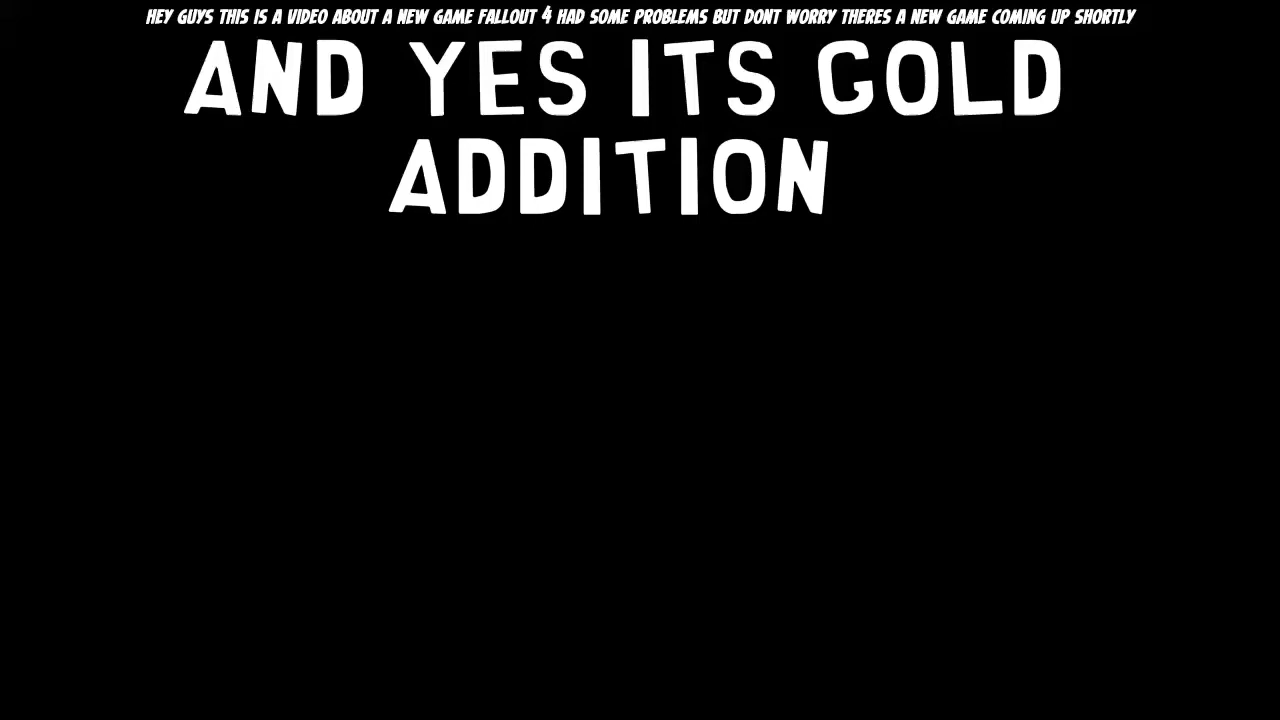 HEY GUYS THIS IS A VIDEO ABOUT A NEW GAME FALLOUT 4 HAD SOME PROBLEMS BUT DONT WORRY THERES A NEW GAME COMING UP SHORTLY
AND YES ITS GOLD
ADDITION